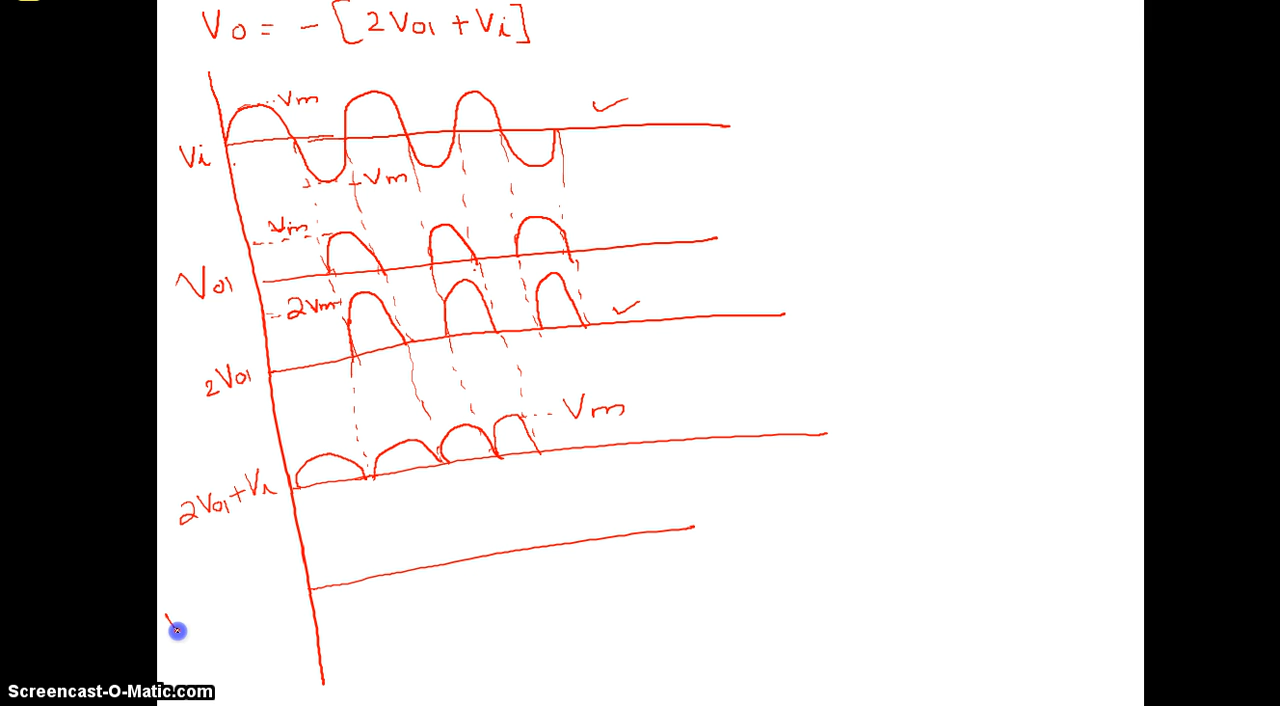 Vo = - [2Vo1 + Vi]
Vm
Vi
-Vm
Vm
Vo1
2Vm
2Vo1
Vm
2Vo1+Vi
Screencast-O-Matic.com